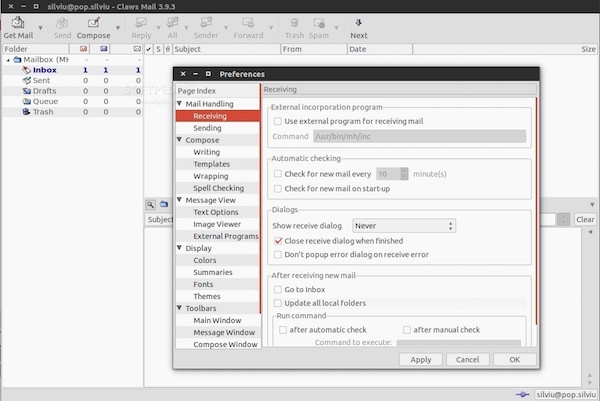 silviu@pop.silviu - Claws Mail 3.9.3
Get Mail Send Compose Reply All Sender Forward Trash Spam Next
Folder
Subject From Date Size
Mailbox (MH
Inbox 1 1 1
Sent 0 0 0
Drafts 0 0 0
Queue 0 0 0
Trash 0 0 0
Subject
Clear
Preferences
Page Index
Mail Handling
Receiving
Sending
Compose
Writing
Templates
Wrapping
Spell Checking
Message View
Text Options
Image Viewer
External Programs
Display
Colors
Summaries
Fonts
Themes
Toolbars
Main Window
Message Window
Compose Window
Receiving
External incorporation program
Use external program for receiving mail
Command /usr/bin/mh/inc
Automatic checking
Check for new mail every 10 minute(s)
Check for new mail on start-up
Dialogs
Show receive dialog Never
Close receive dialog when finished
Don't popup error dialog on receive error
After receiving new mail
Go to Inbox
Update all local folders
Run command
after automatic check after manual check
Command to execute:
Apply Cancel OK
silviu@pop.silviu